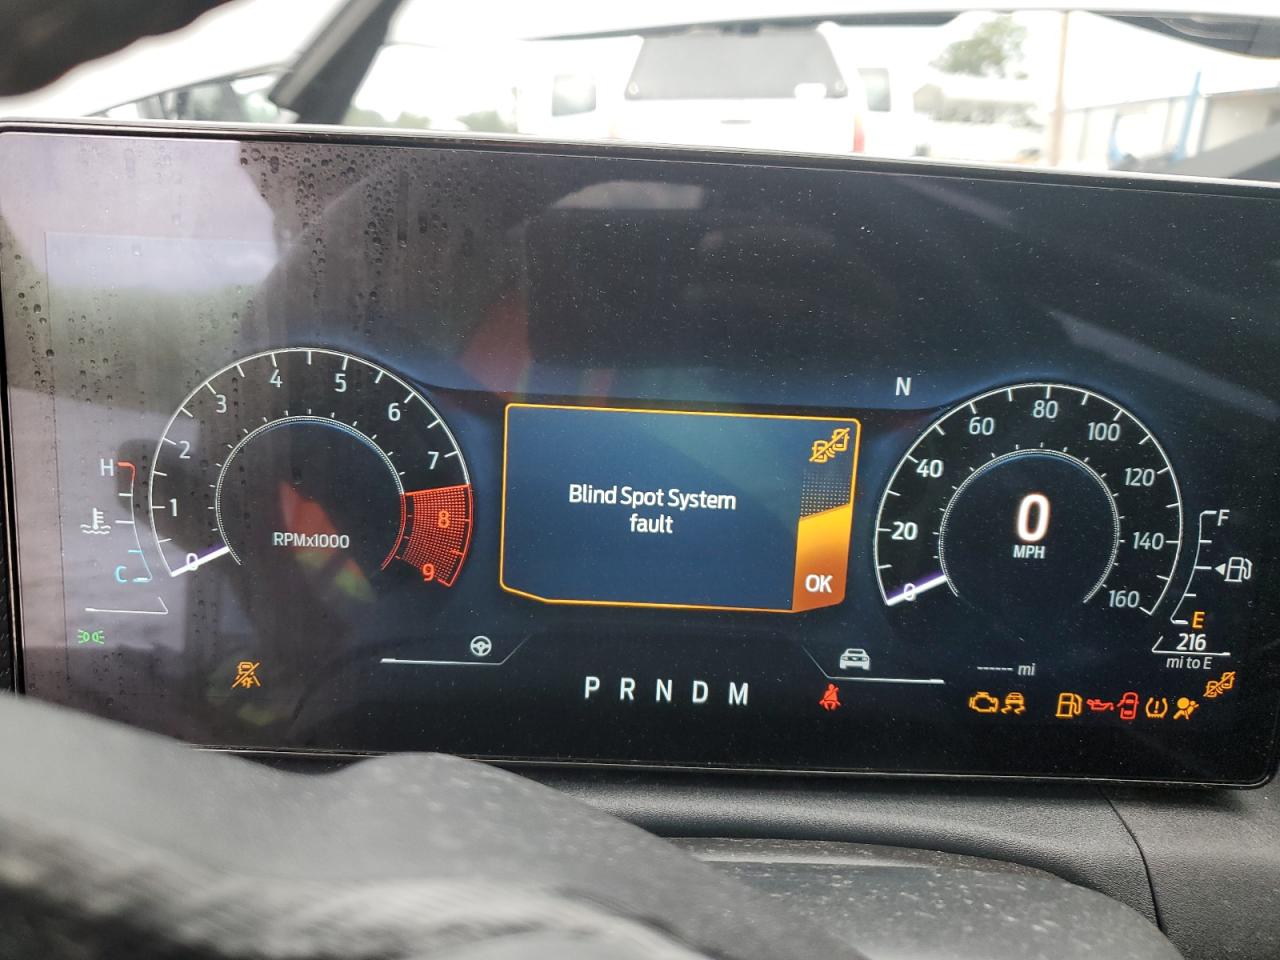 N
0 1 2 3 4 5 6 7 8 9
RPMx1000
H
C
Blind Spot System
fault
OK
0 20 40 60 80 100 120 140 160
0
MPH
F
E
216
mi to E
----- mi
P R N D M